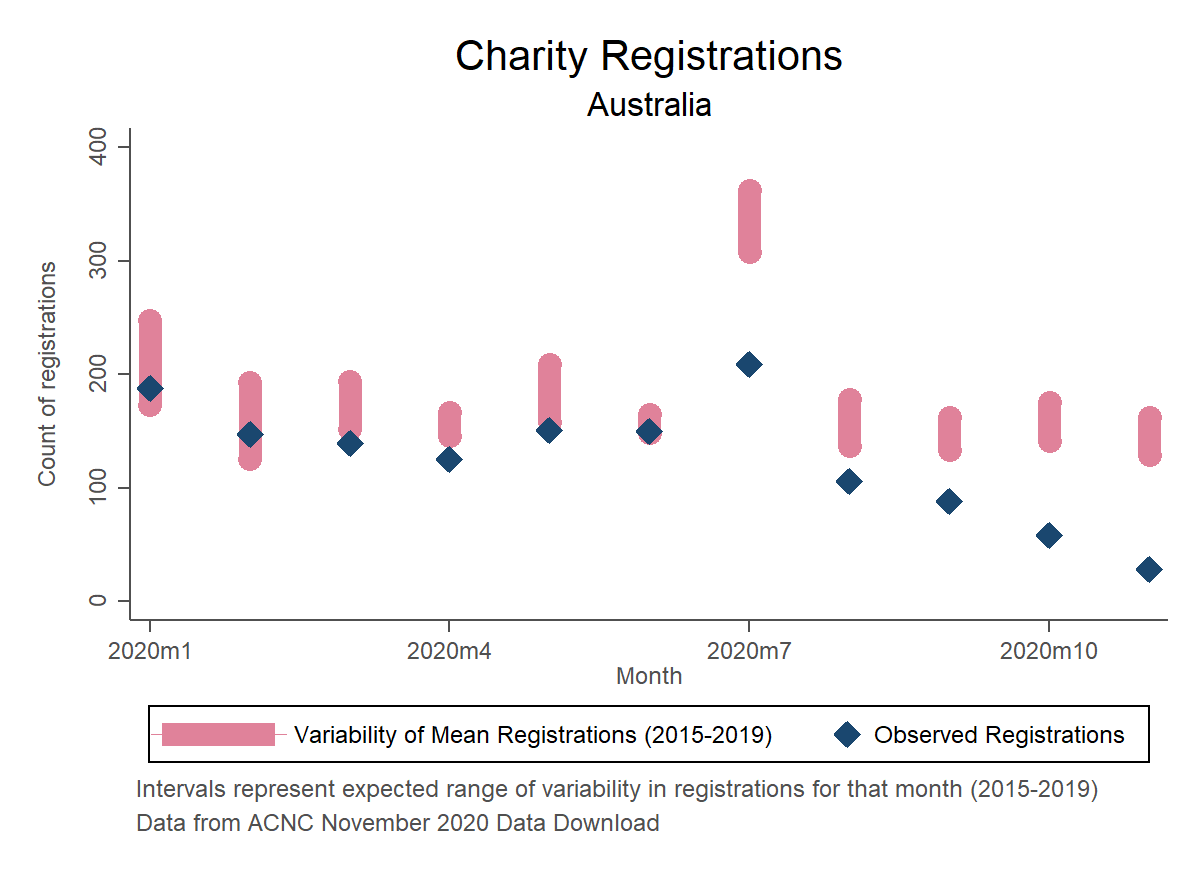 Charity Registrations
Australia
Count of registrations
400
300
200
100
0
2020m1 2020m4 2020m7 2020m10
Month
Variability of Mean Registrations (2015-2019) Observed Registrations
Intervals represent expected range of variability in registrations for that month (2015-2019)
Data from ACNC November 2020 Data Download